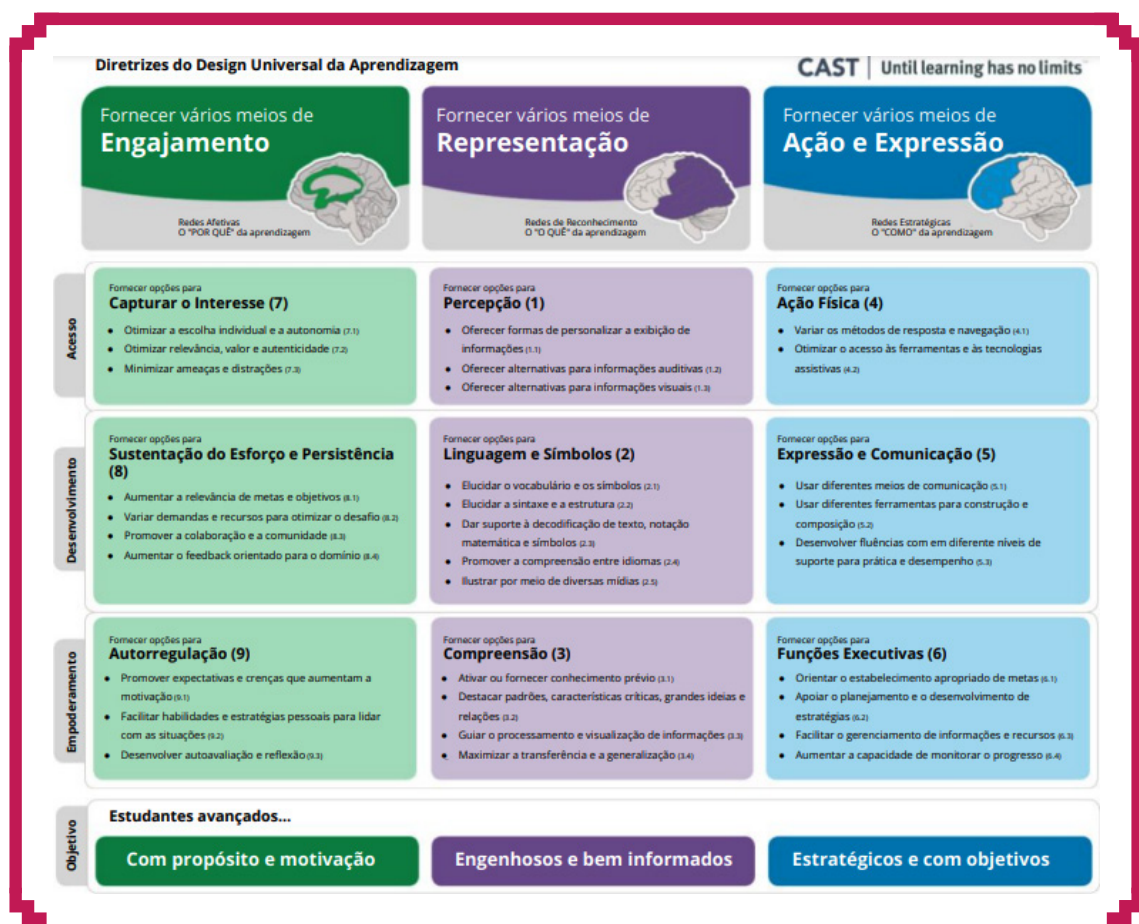 Diretrizes do Design Universal da Aprendizagem
CAST | Until learning has no limits
Fornecer vários meios de
Engajamento
Redes Afetivas
O "POR QUÊ" da aprendizagem
Fornecer vários meios de
Representação
Redes de Reconhecimento
O "O QUÊ" da aprendizagem
Fornecer vários meios de
Ação e Expressão
Redes Estratégicas
O "COMO" da aprendizagem
Acesso
Fornecer opções para
Capturar o Interesse (7)
● Otimizar a escolha individual e a autonomia (7.1)
● Otimizar relevância, valor e autenticidade (7.2)
● Minimizar ameaças e distrações (7.3)
Fornecer opções para
Percepção (1)
● Oferecer formas de personalizar a exibição de
informações (1.1)
● Oferecer alternativas para informações auditivas (1.2)
● Oferecer alternativas para informações visuais (1.3)
Fornecer opções para
Ação Física (4)
● Variar os métodos de resposta e navegação (4.1)
● Otimizar o acesso às ferramentas e às tecnologias
assistivas (4.2)
Desenvolvimento
Fornecer opções para
Sustentação do Esforço e Persistência
(8)
● Aumentar a relevância de metas e objetivos (8.1)
● Variar demandas e recursos para otimizar o desafio (8.2)
● Promover a colaboração e a comunidade (8.3)
● Aumentar o feedback orientado para o domínio (8.4)
Fornecer opções para
Linguagem e Símbolos (2)
● Elucidar o vocabulário e os símbolos (2.1)
● Elucidar a sintaxe e a estrutura (2.2)
● Dar suporte à decodificação de texto, notação
matemática e símbolos (2.3)
● Promover a compreensão entre idiomas (2.4)
● Ilustrar por meio de diversas mídias (2.5)
Fornecer opções para
Expressão e Comunicação (5)
● Usar diferentes meios de comunicação (5.1)
● Usar diferentes ferramentas para construção e
composição (5.2)
● Desenvolver fluências com em diferente níveis de
suporte para prática e desempenho (5.3)
Empoderamento
Fornecer opções para
Autorregulação (9)
● Promover expectativas e crenças que aumentam a
motivação (9.1)
● Facilitar habilidades e estratégias pessoais para lidar
com as situações (9.2)
● Desenvolver autoavaliação e reflexão (9.3)
Fornecer opções para
Compreensão (3)
● Ativar ou fornecer conhecimento prévio (3.1)
● Destacar padrões, características críticas, grandes ideias e
relações (3.2)
● Guiar o processamento e visualização de informações (3.3)
● Maximizar a transferência e a generalização (3.4)
Fornecer opções para
Funções Executivas (6)
● Orientar o estabelecimento apropriado de metas (6.1)
● Apoiar o planejamento e o desenvolvimento de
estratégias (6.2)
● Facilitar o gerenciamento de informações e recursos (6.3)
● Aumentar a capacidade de monitorar o progresso (6.4)
Objetivo
Estudantes avançados...
Com propósito e motivação
Engenhosos e bem informados
Estratégicos e com objetivos